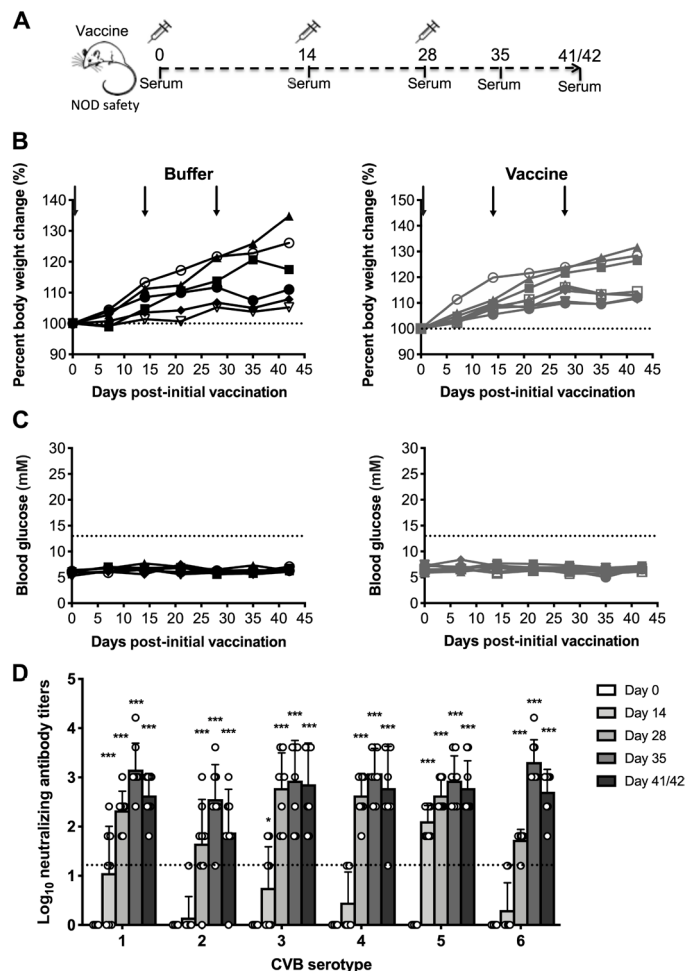 A
Vaccine
0 14 28 35 41/42
Serum Serum Serum Serum Serum
NOD safety
B
Buffer
Percent body weight change (%)
140
130
120
110
100
90
0 5 10 15 20 25 30 35 40 45
Days post-initial vaccination
Vaccine
Percent body weight change (%)
150
140
130
120
110
100
90
0 5 10 15 20 25 30 35 40 45
Days post-initial vaccination
C
Blood glucose (mM)
30
25
20
15
10
5
0
0 5 10 15 20 25 30 35 40 45
Days post-initial vaccination
Blood glucose (mM)
30
25
20
15
10
5
0
0 5 10 15 20 25 30 35 40 45
Days post-initial vaccination
D
Log10 neutralizing antibody titers
5
4
3
2
1
0
*** *** *** ***
*** *** ***
* *** *** ***
*** *** ***
*** *** *** ***
*** *** ***
1 2 3 4 5 6
CVB serotype
Day 0
Day 14
Day 28
Day 35
Day 41/42